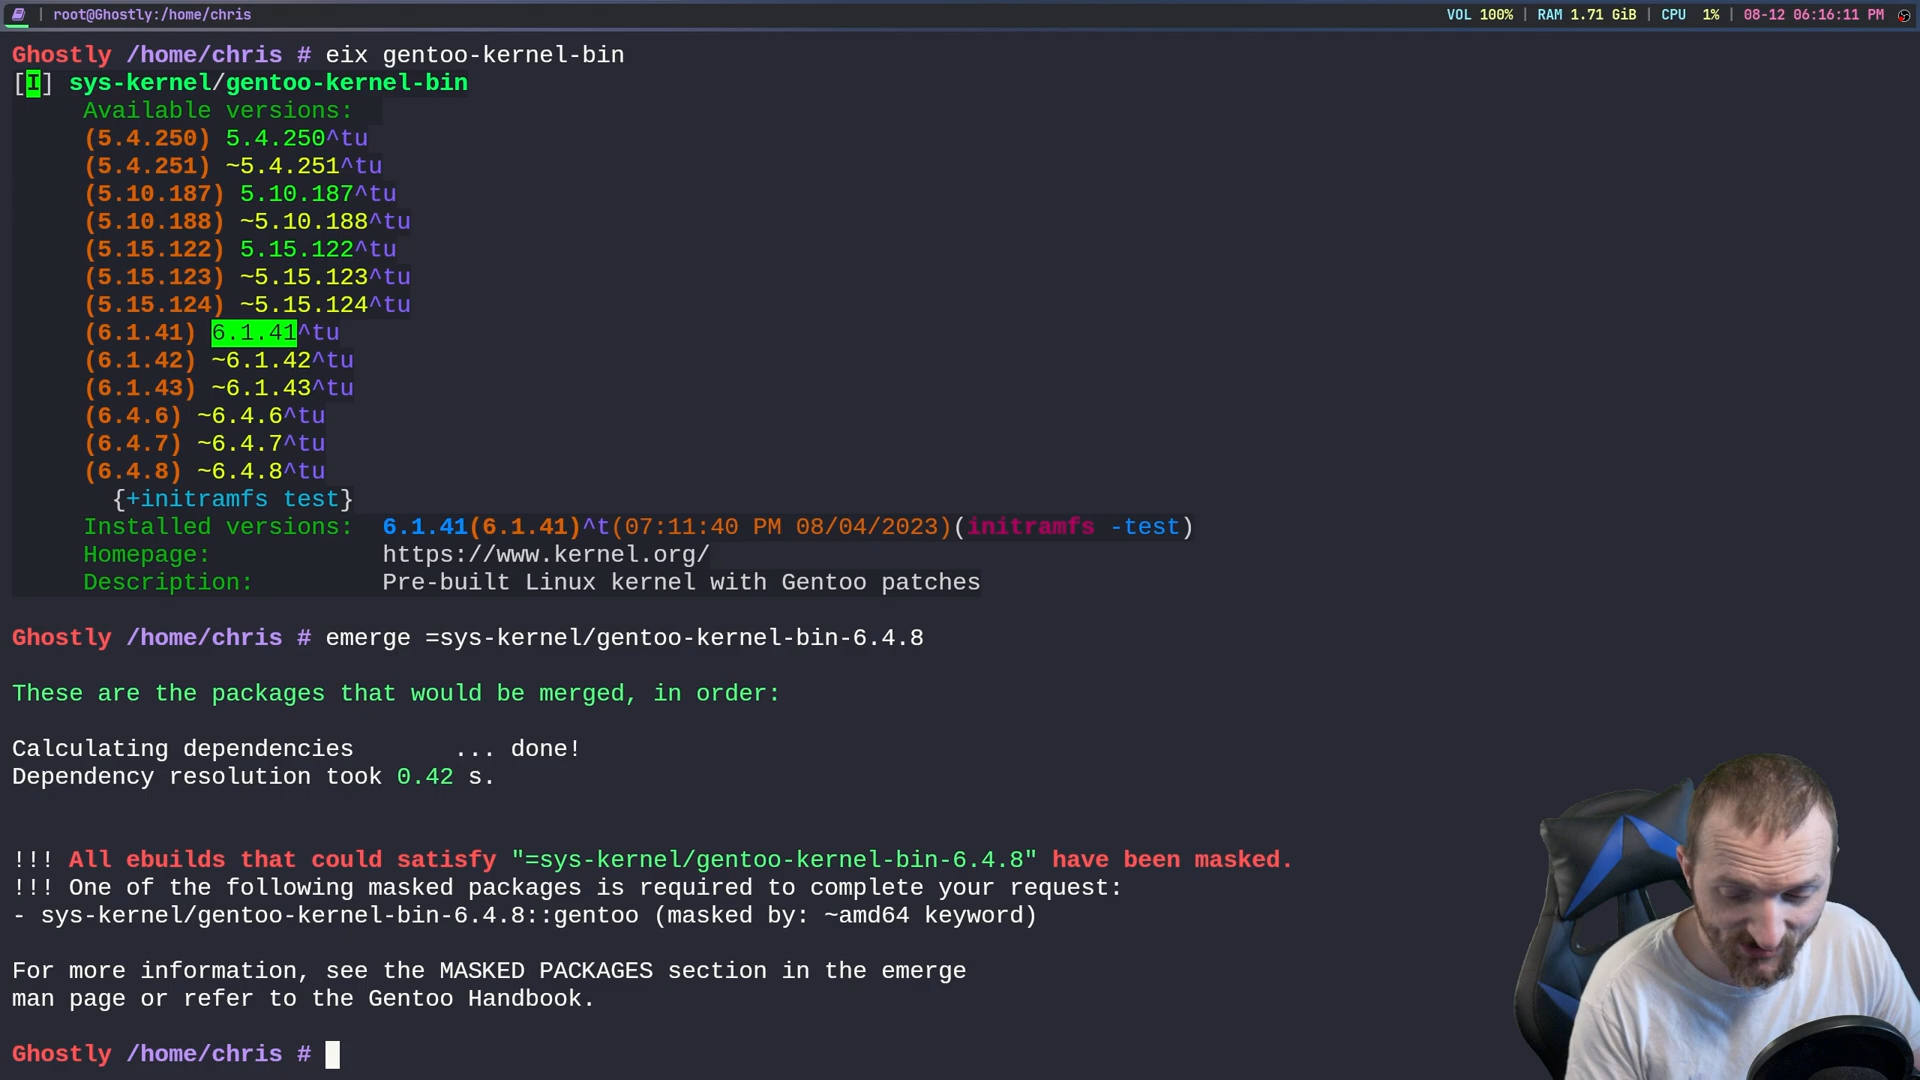 root@Ghostly:/home/chris
VOL 100% | RAM 1.71 GiB | CPU 1% | 08-12 06:16:11 PM
Ghostly /home/chris # eix gentoo-kernel-bin
[I] sys-kernel/gentoo-kernel-bin
Available versions:
(5.4.250) 5.4.250^tu
(5.4.251) ~5.4.251^tu
(5.10.187) 5.10.187^tu
(5.10.188) ~5.10.188^tu
(5.15.122) 5.15.122^tu
(5.15.123) ~5.15.123^tu
(5.15.124) ~5.15.124^tu
(6.1.41) 6.1.41^tu
(6.1.42) ~6.1.42^tu
(6.1.43) ~6.1.43^tu
(6.4.6) ~6.4.6^tu
(6.4.7) ~6.4.7^tu
(6.4.8) ~6.4.8^tu
{+initramfs test}
Installed versions: 6.1.41(6.1.41)^t(07:11:40 PM 08/04/2023)(initramfs -test)
Homepage: https://www.kernel.org/
Description: Pre-built Linux kernel with Gentoo patches
Ghostly /home/chris # emerge =sys-kernel/gentoo-kernel-bin-6.4.8
These are the packages that would be merged, in order:
Calculating dependencies ... done!
Dependency resolution took 0.42 s.
!!! All ebuilds that could satisfy "=sys-kernel/gentoo-kernel-bin-6.4.8" have been masked.
!!! One of the following masked packages is required to complete your request:
- sys-kernel/gentoo-kernel-bin-6.4.8::gentoo (masked by: ~amd64 keyword)
For more information, see the MASKED PACKAGES section in the emerge
man page or refer to the Gentoo Handbook.
Ghostly /home/chris #